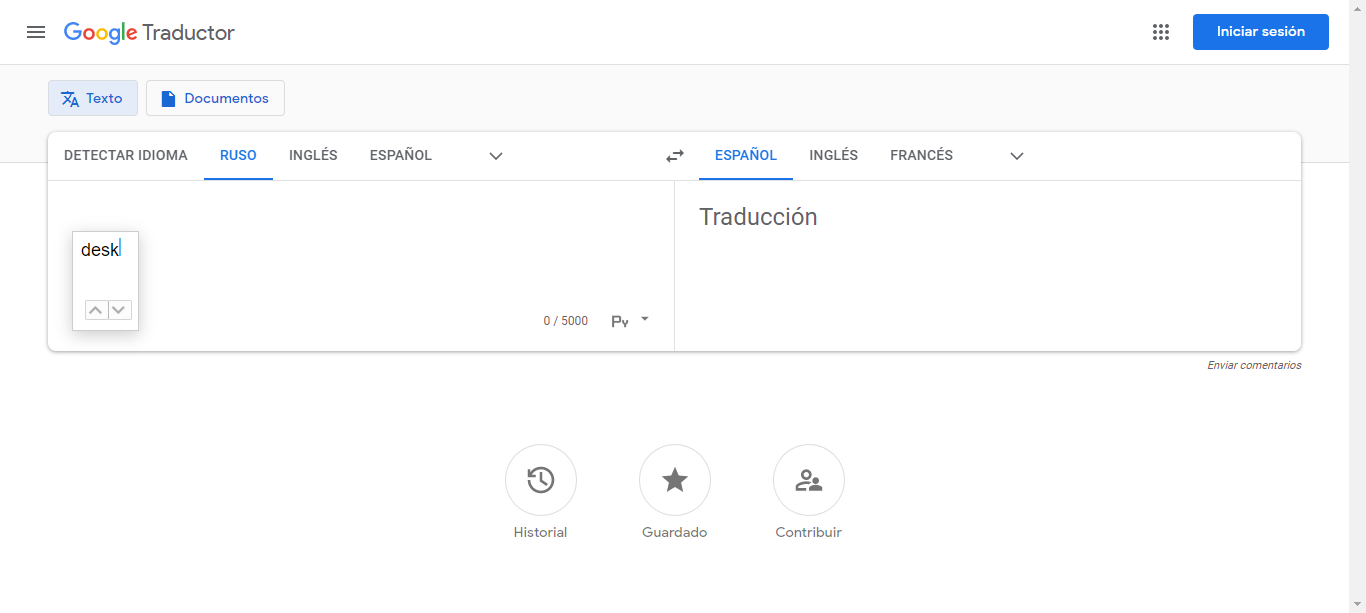 Google Traductor
Iniciar sesión
Texto
Documentos
DETECTAR IDIOMA
RUSO
INGLÉS
ESPAÑOL
ESPAÑOL
INGLÉS
FRANCÉS
desk
Traducción
0 / 5000
Ру
Enviar comentarios
Historial
Guardado
Contribuir